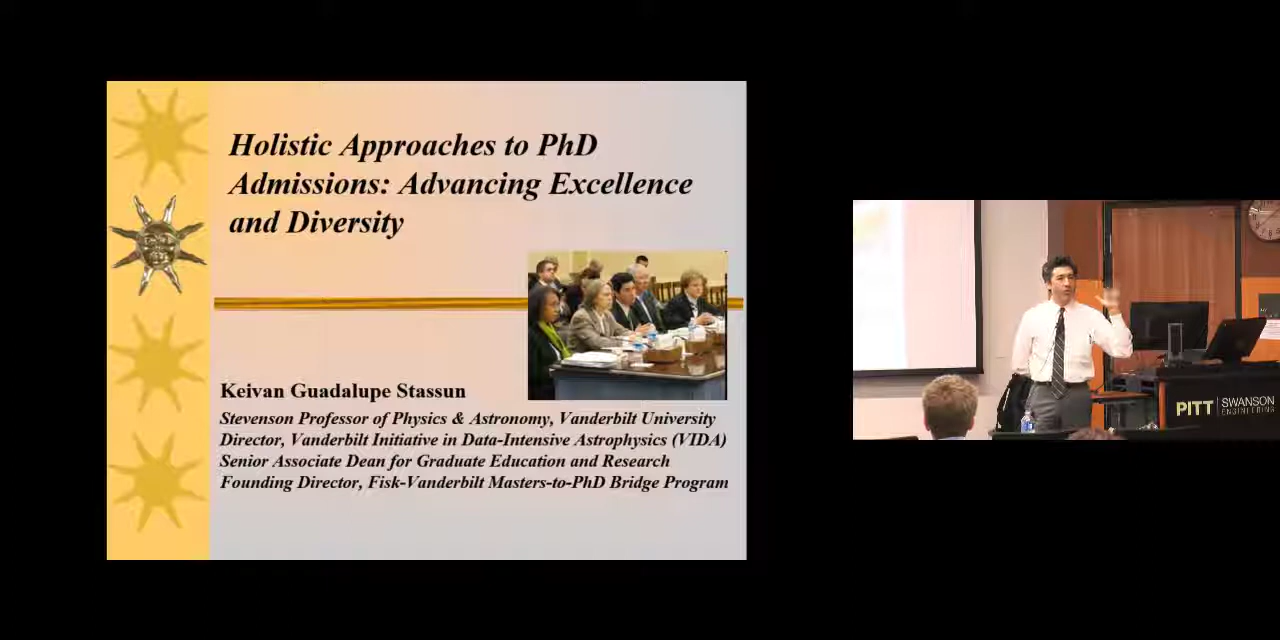 Holistic Approaches to PhD
Admissions: Advancing Excellence
and Diversity
Keivan Guadalupe Stassun
Stevenson Professor of Physics & Astronomy, Vanderbilt University
Director, Vanderbilt Initiative in Data-Intensive Astrophysics (VIDA)
Senior Associate Dean for Graduate Education and Research
Founding Director, Fisk-Vanderbilt Masters-to-PhD Bridge Program
PITT SWANSON
ENGINEERING